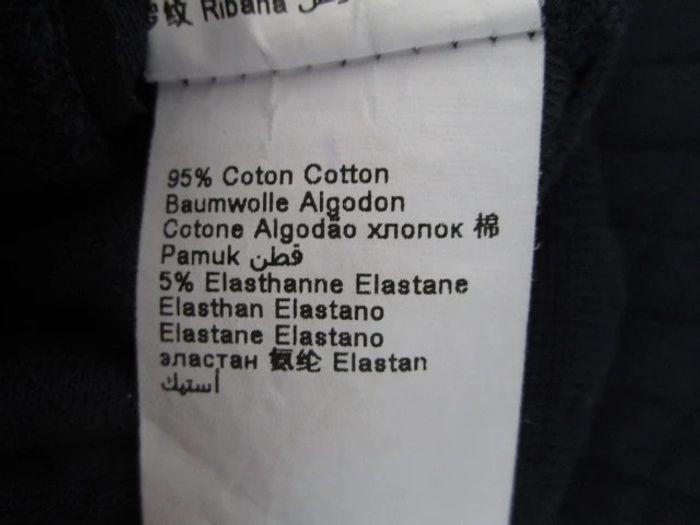 纹 Ribana
95% Coton Cotton
Baumwolle Algodon
Cotone Algodão хлопок 棉
Pamuk قطن
5% Elasthanne Elastane
Elasthan Elastano
Elastane Elastano
эластан 氨纶 Elastan
أستيك